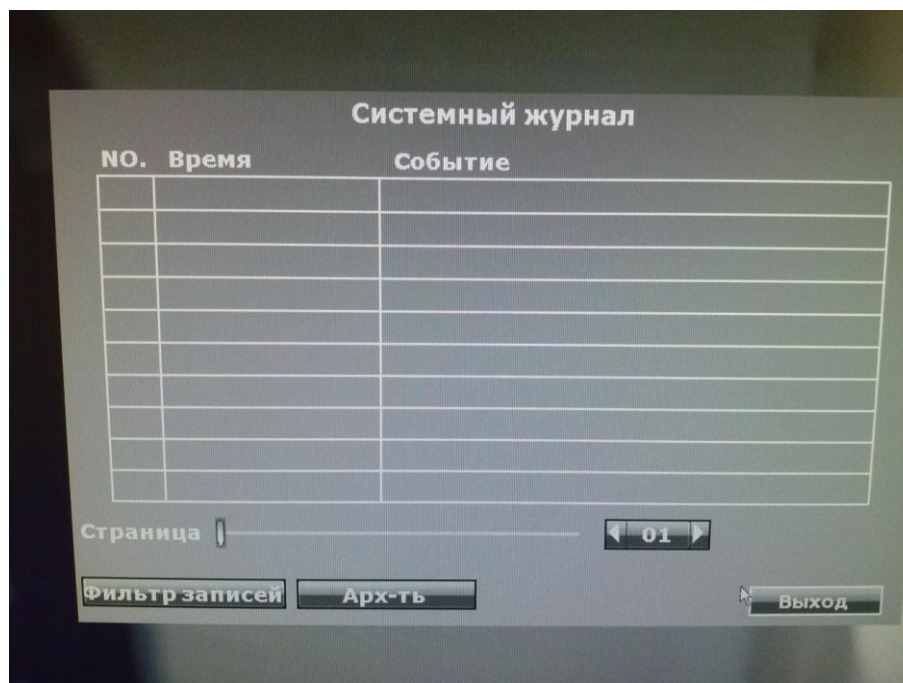 Системный журнал
NO. Время Событие
Страница 01
Фильтр записей Арх-ть Выход